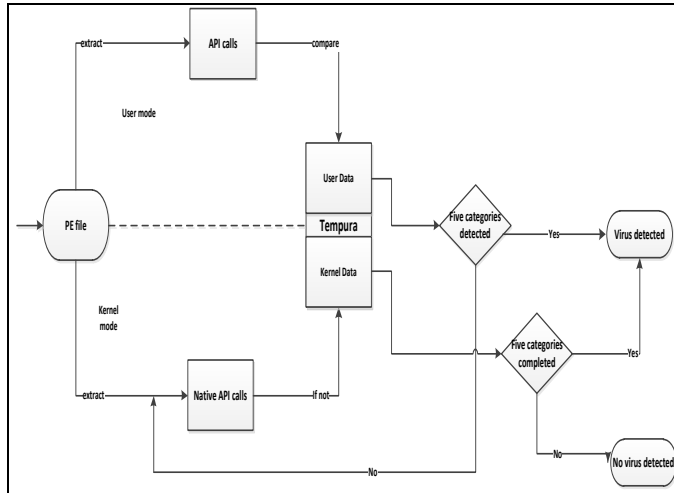 extract
API calls
compare
User mode
User Data
PE file
Tempura
Five categories
detected
Yes
Virus detected
Kernel Data
Kernel
mode
Five categories
completed
Yes
extract
Native API calls
If not
No
No
No virus detected